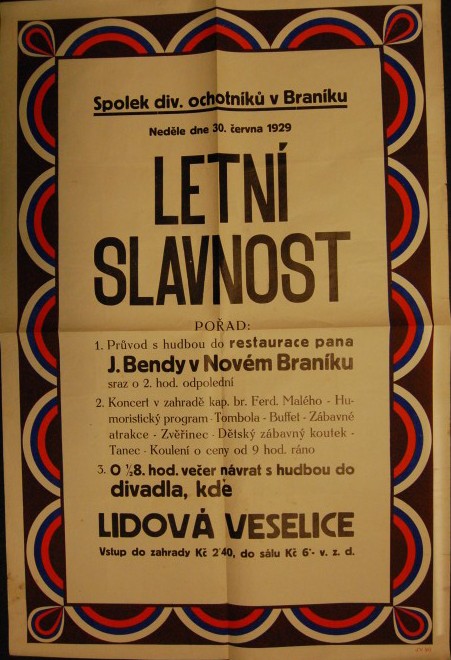 Spolek div. ochotníků v Braníku
Neděle dne 30. června 1929
LETNÍ
SLAVNOST
POŘAD:
1. Průvod s hudbou do restaurace pana
J. Bendy v Novém Braníku
sraz o 2. hod. odpolední
2. Koncert v zahradě kap. br. Ferd. Malého - Hu-
moristický program - Tombola - Buffet - Zábavné
atrakce - Zvěřinec - Dětský zábavný koutek -
Tanec - Koulení o ceny od 9 hod. ráno
3. O ½8. hod. večer návrat s hudbou do
divadla, kde
LIDOVÁ VESELICE
Vstup do zahrady Kč 2·40, do sálu Kč 6·- v. z. d.